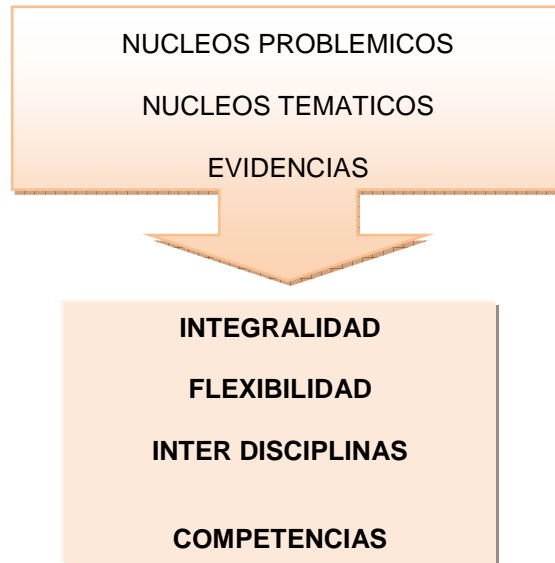 NUCLEOS PROBLEMICOS
NUCLEOS TEMATICOS
EVIDENCIAS
INTEGRALIDAD
FLEXIBILIDAD
INTER DISCIPLINAS
COMPETENCIAS